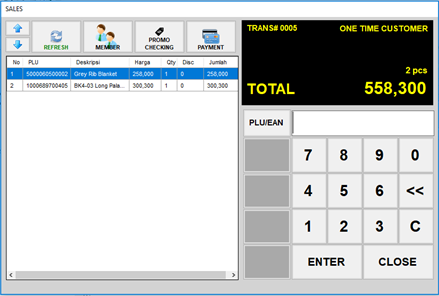 SALES
REFRESH
MEMBER
PROMO
CHECKING
PAYMENT
TRANS# 0005 ONE TIME CUSTOMER
2 pcs
TOTAL 558,300
No PLU Deskripsi Harga Qty Disc Jumlah
1 5000060500002 Grey Rib Blanket 258,000 1 0 258,000
2 1000689700405 BK4-03 Long Pala... 300,300 1 0 300,300
PLU/EAN
7 8 9 0
4 5 6 <<
1 2 3 C
ENTER CLOSE